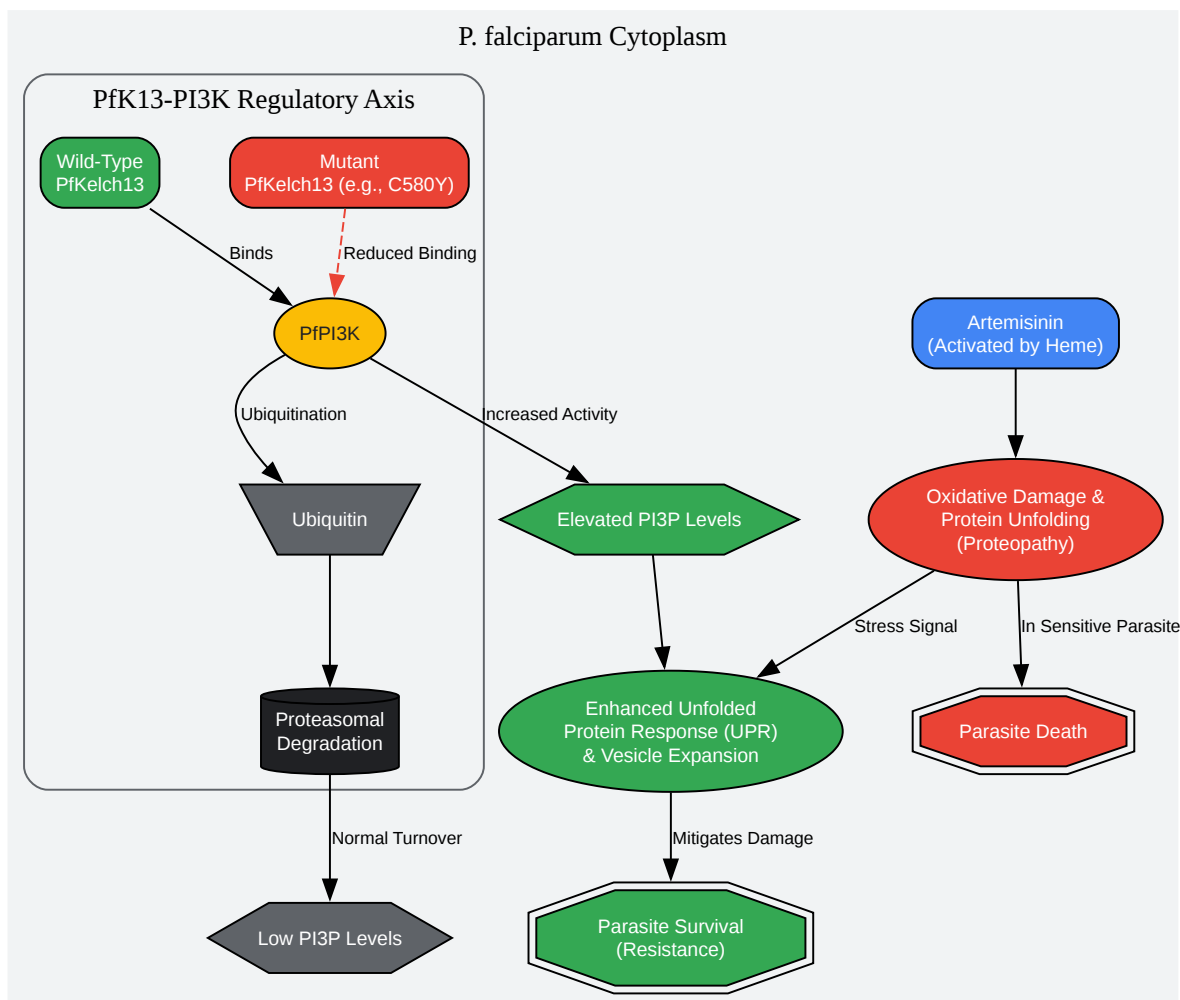 P. falciparum Cytoplasm
PfK13-PI3K Regulatory Axis
Wild-Type
PfKelch13
Mutant
PfKelch13 (e.g., C580Y)
Binds
Reduced Binding
PfPI3K
Artemisinin
(Activated by Heme)
Ubiquitination
Increased Activity
Ubiquitin
Elevated PI3P Levels
Oxidative Damage &
Protein Unfolding
(Proteopathy)
Stress Signal
In Sensitive Parasite
Proteasomal
Degradation
Enhanced Unfolded
Protein Response (UPR)
& Vesicle Expansion
Parasite Death
Normal Turnover
Mitigates Damage
Low PI3P Levels
Parasite Survival
(Resistance)